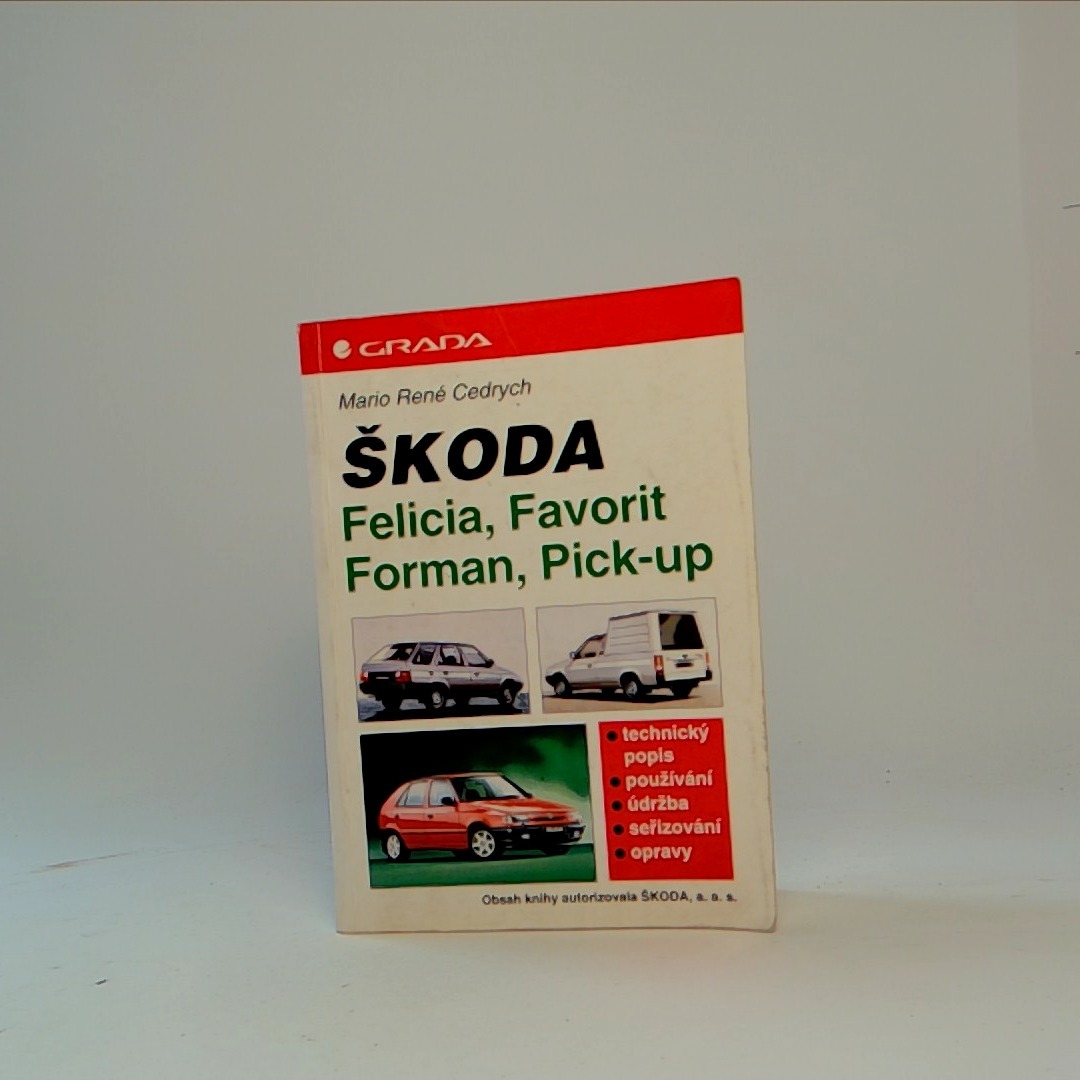 GRADA
Mario René Cedrych
ŠKODA
Felicia, Favorit
Forman, Pick-up
technický
popis
používání
údržba
seřizování
opravy
Obsah knihy autorizovala ŠKODA, a. a. s.